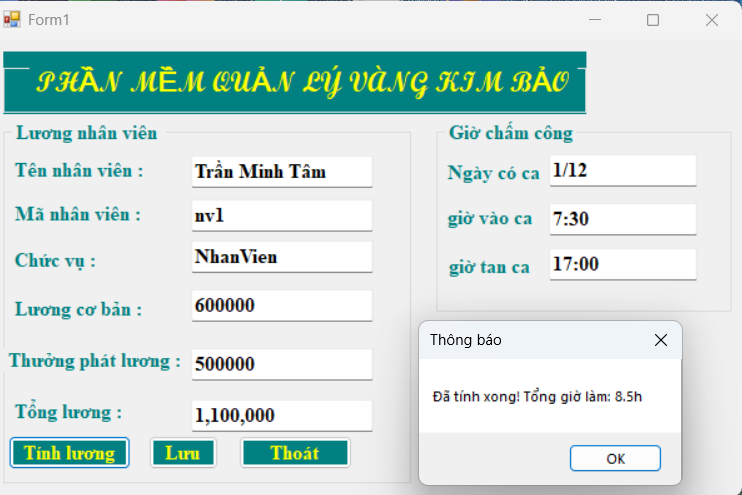 Form1
PHẦN MỀM QUẢN LÝ VÀNG KIM BẢO
Lương nhân viên
Tên nhân viên : Trần Minh Tâm
Mã nhân viên : nv1
Chức vụ : NhanVien
Lương cơ bản : 600000
Thưởng phát lương : 500000
Tổng lương : 1,100,000
Tính lương Lưu Thoát
Giờ chấm công
Ngày có ca 1/12
giờ vào ca 7:30
giờ tan ca 17:00
Thông báo
Đã tính xong! Tổng giờ làm: 8.5h
OK